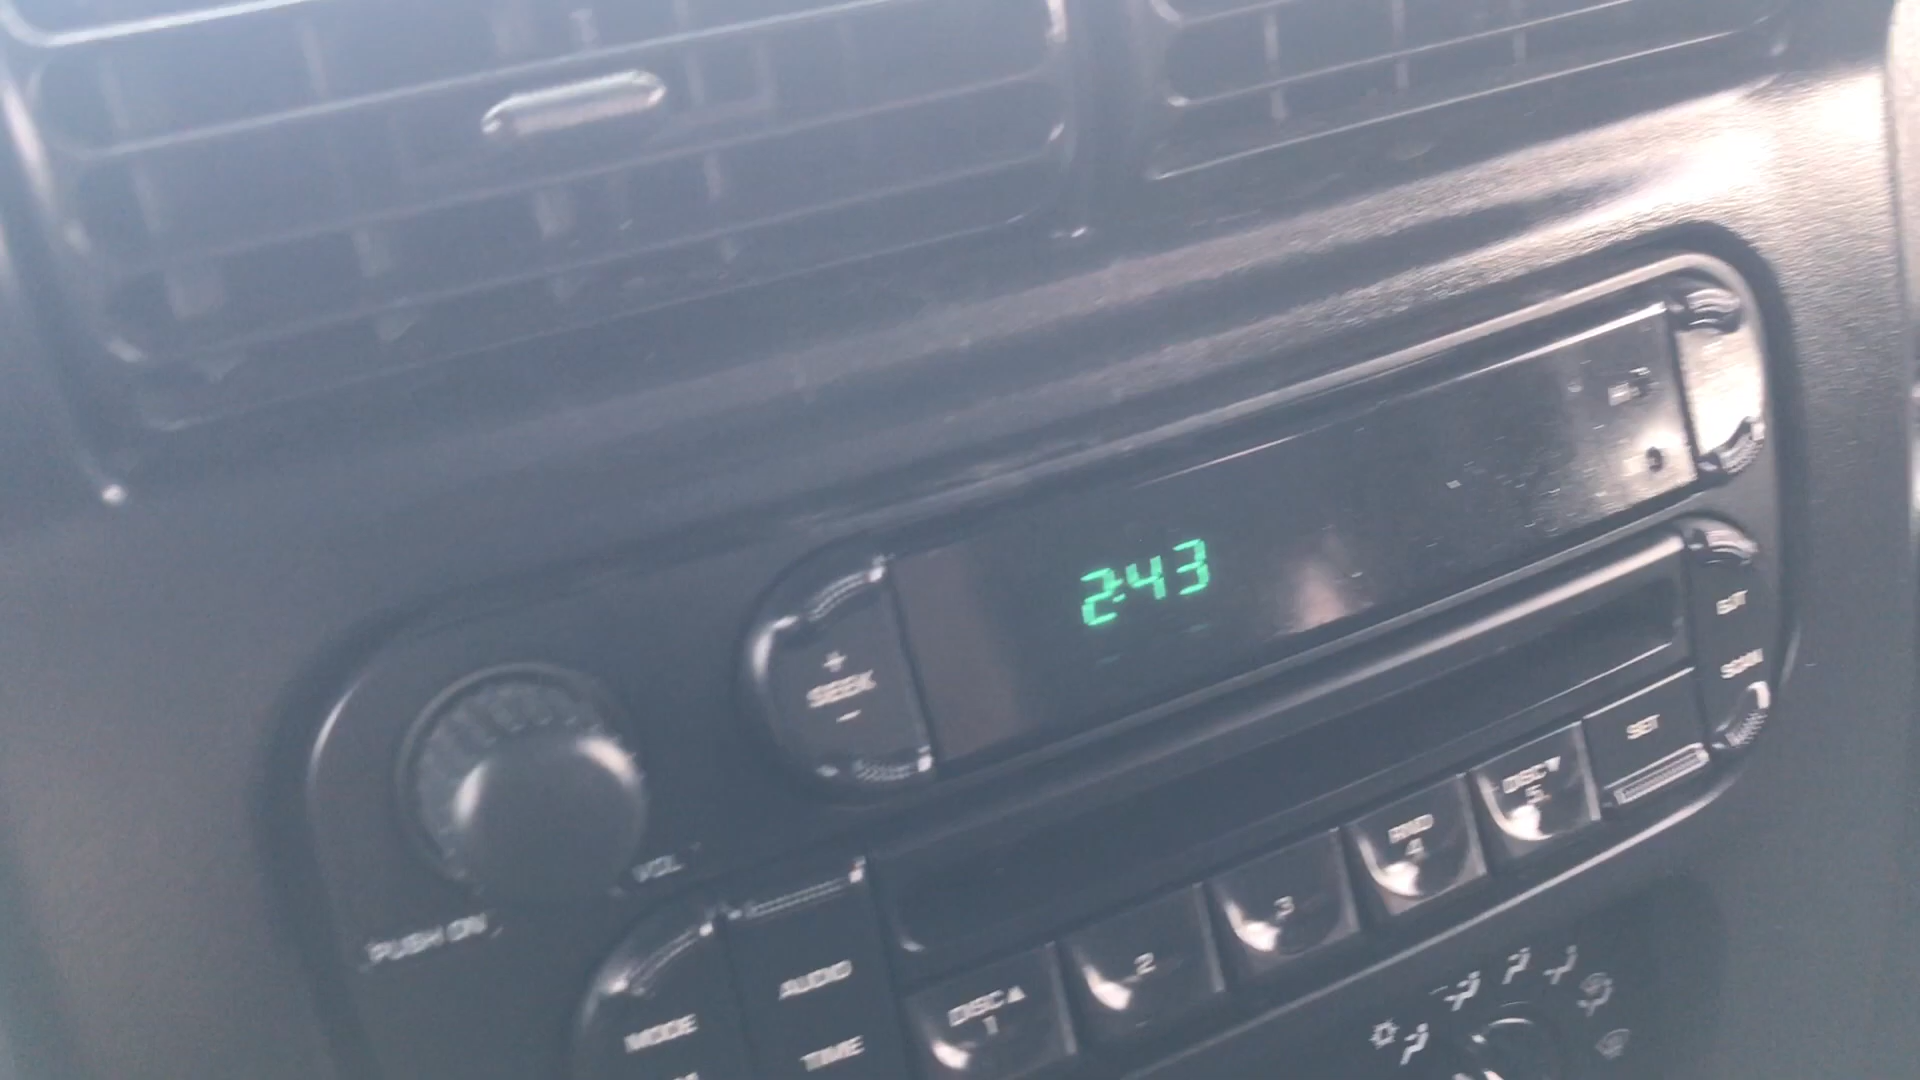 2:43
+
SEEK
-
VOL
PUSH ON
SCAN
SET
DISC▼
5
RND
4
3
2
DISC▲
1
AUDIO
MODE
TIME